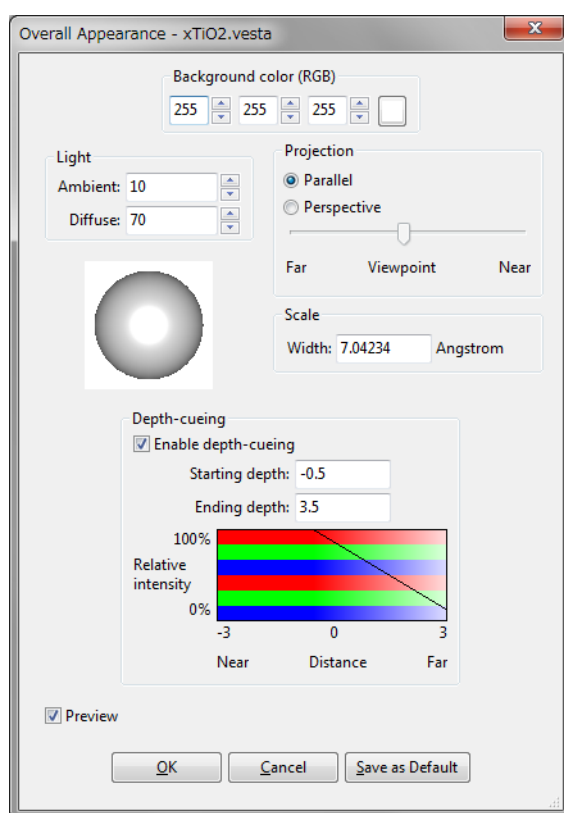 Overall Appearance - xTiO2.vesta
x
Background color (RGB)
255 255 255
Light
Ambient: 10
Diffuse: 70
Projection
Parallel
Perspective
Far Viewpoint Near
Scale
Width: 7.04234 Angstrom
Depth-cueing
Enable depth-cueing
Starting depth: -0.5
Ending depth: 3.5
100%
Relative
intensity
0%
-3 0 3
Near Distance Far
Preview
OK Cancel Save as Default